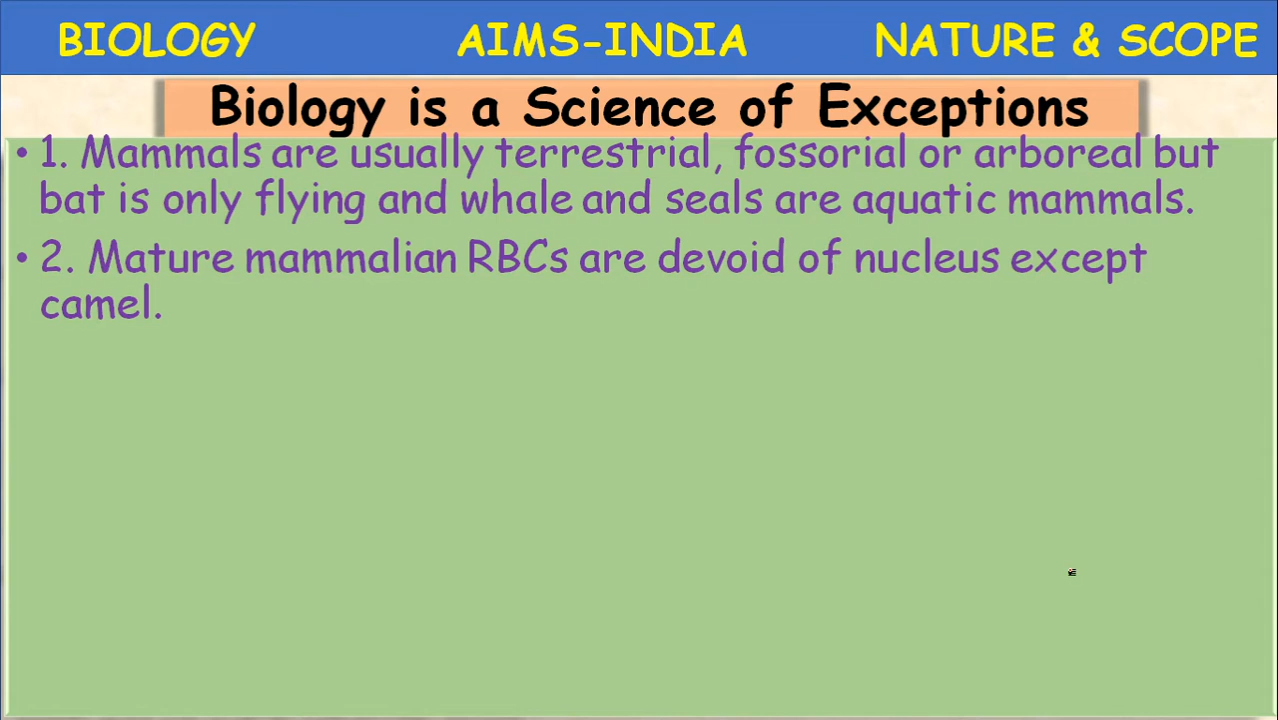 BIOLOGY AIMS-INDIA NATURE & SCOPE
Biology is a Science of Exceptions
• 1. Mammals are usually terrestrial, fossorial or arboreal but
bat is only flying and whale and seals are aquatic mammals.
• 2. Mature mammalian RBCs are devoid of nucleus except
camel.